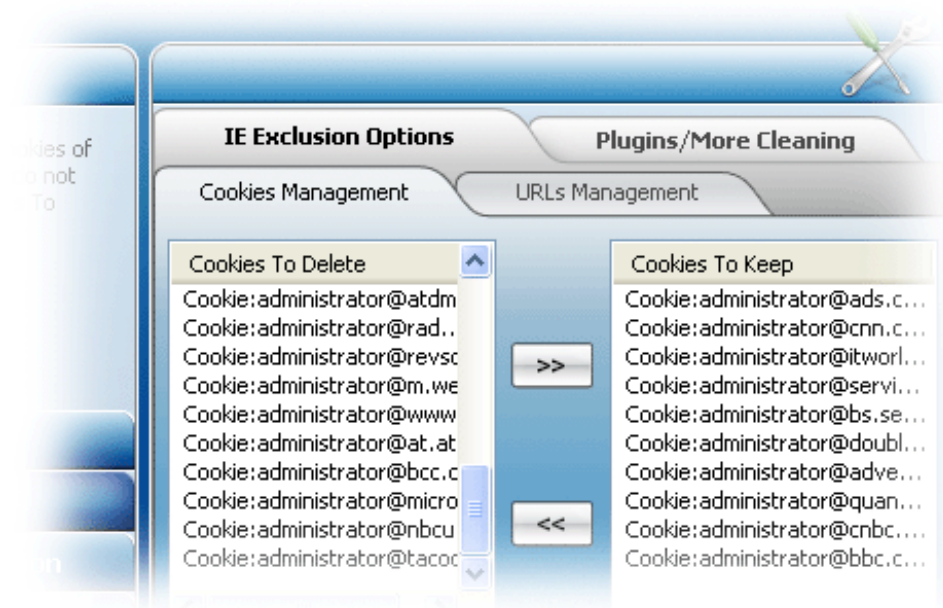 kies of
not
To
IE Exclusion Options
Plugins/More Cleaning
Cookies Management
URLs Management
Cookies To Delete
Cookie:administrator@atdm
Cookie:administrator@rad..
Cookie:administrator@revsc
Cookie:administrator@m.we
Cookie:administrator@www
Cookie:administrator@at.at
Cookie:administrator@bcc.c
Cookie:administrator@micro
Cookie:administrator@nbcu
Cookie:administrator@tacoc
>>
<<
Cookies To Keep
Cookie:administrator@ads.c...
Cookie:administrator@cnn.c...
Cookie:administrator@itworl...
Cookie:administrator@servi...
Cookie:administrator@bs.se...
Cookie:administrator@doubl...
Cookie:administrator@adve...
Cookie:administrator@quan...
Cookie:administrator@cnbc....
Cookie:administrator@bbc.c...